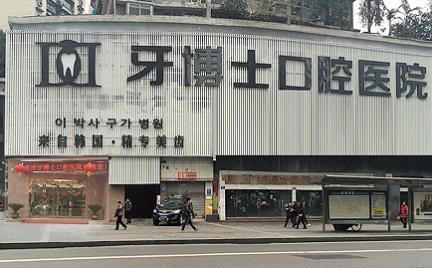 牙博士口腔医院
이 박사 구가 병원
来自韩国·精专美齿